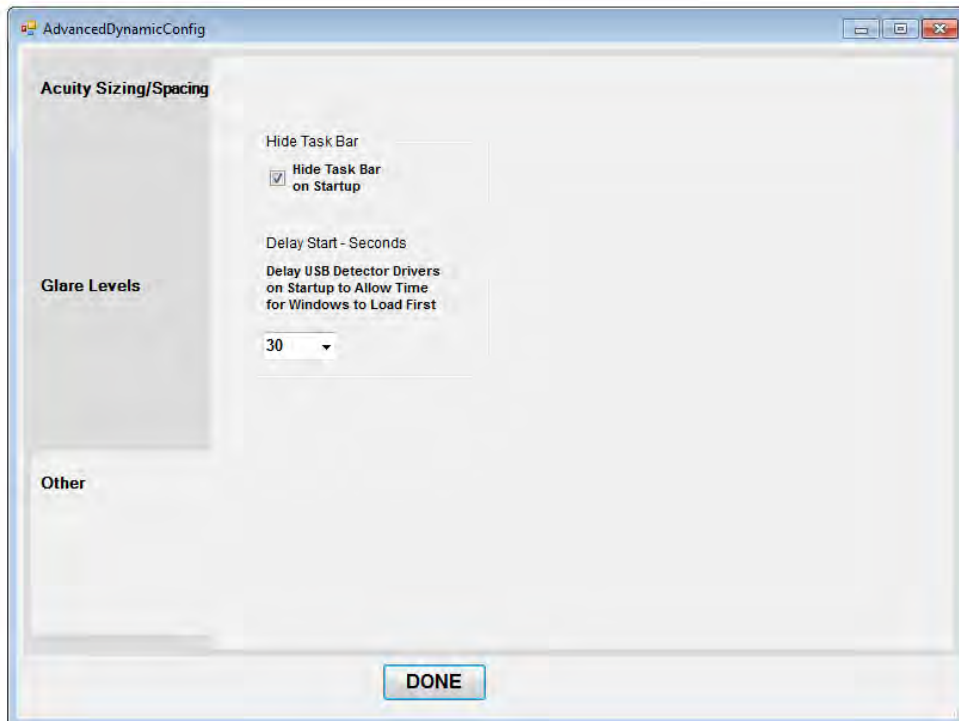 AdvancedDynamicConfig
Acuity Sizing/Spacing
Hide Task Bar
Hide Task Bar
on Startup
Delay Start - Seconds
Delay USB Detector Drivers
on Startup to Allow Time
for Windows to Load First
Glare Levels
30
Other
DONE